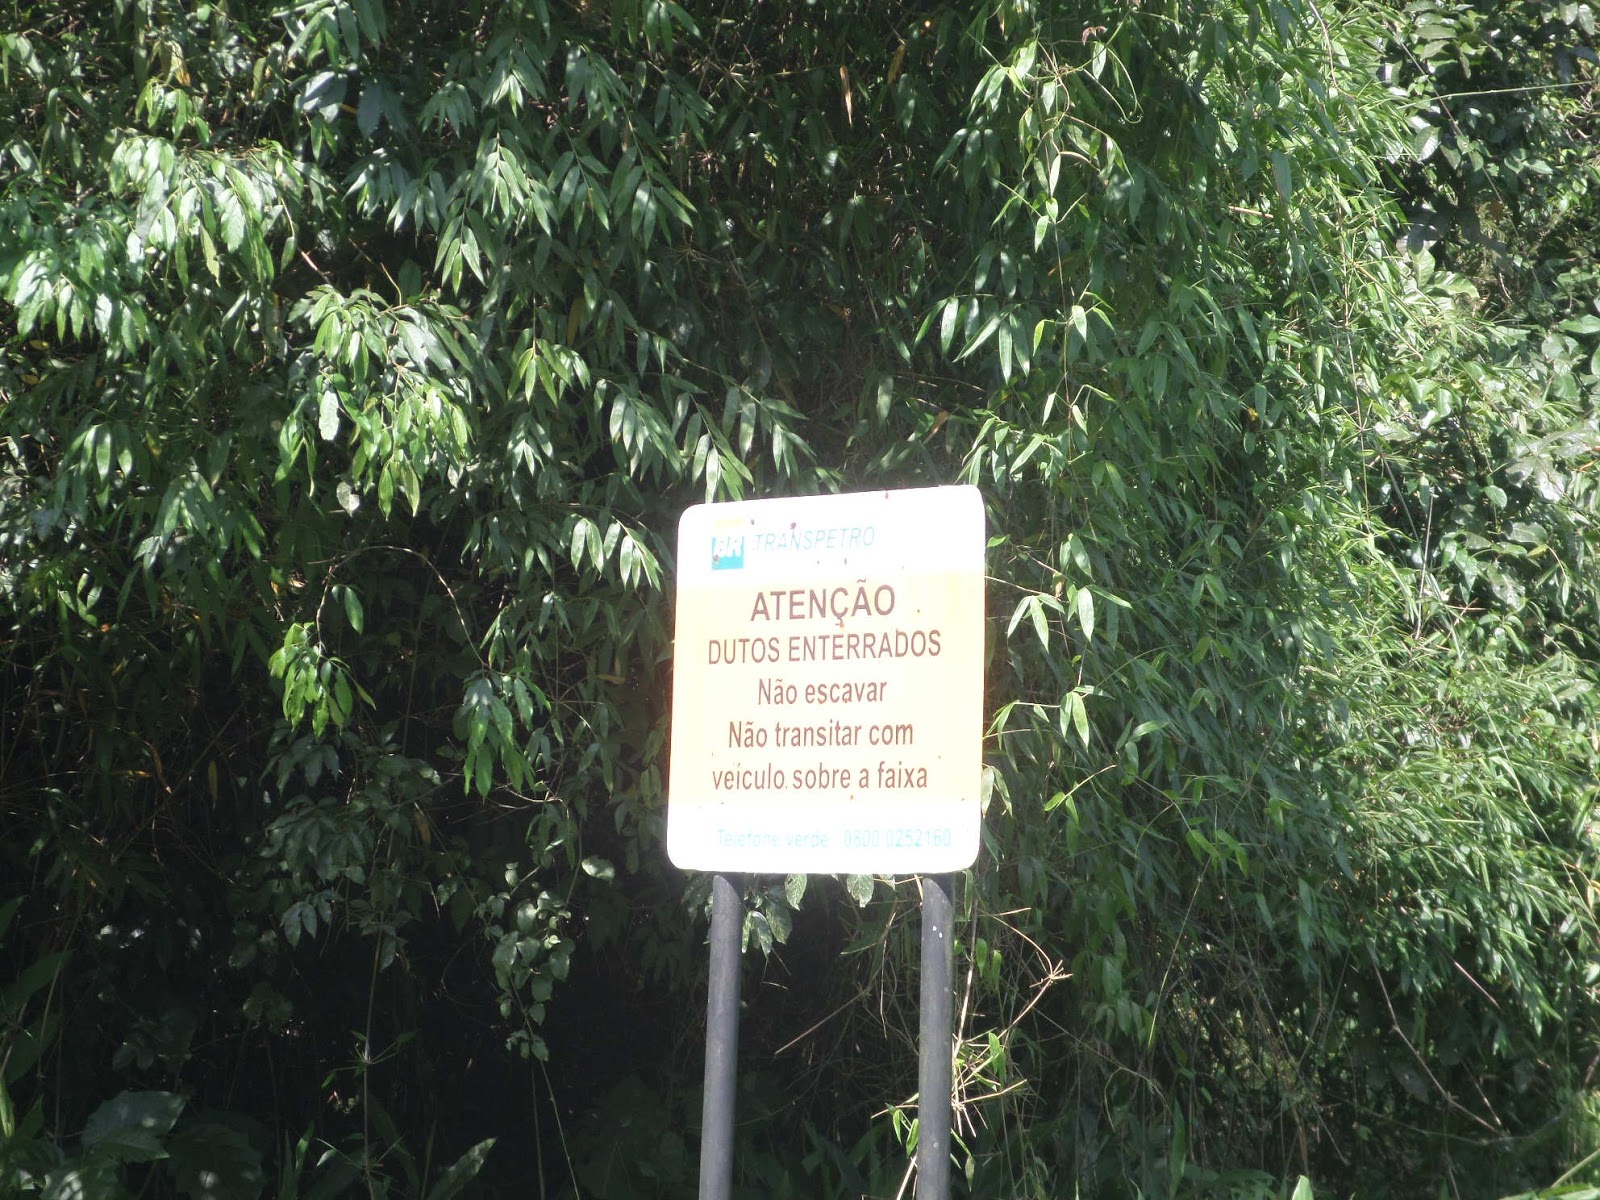 BR TRANSPETRO
ATENÇÃO
DUTOS ENTERRADOS
Não escavar
Não transitar com
veículo sobre a faixa
Telefone verde : 0800 0252160